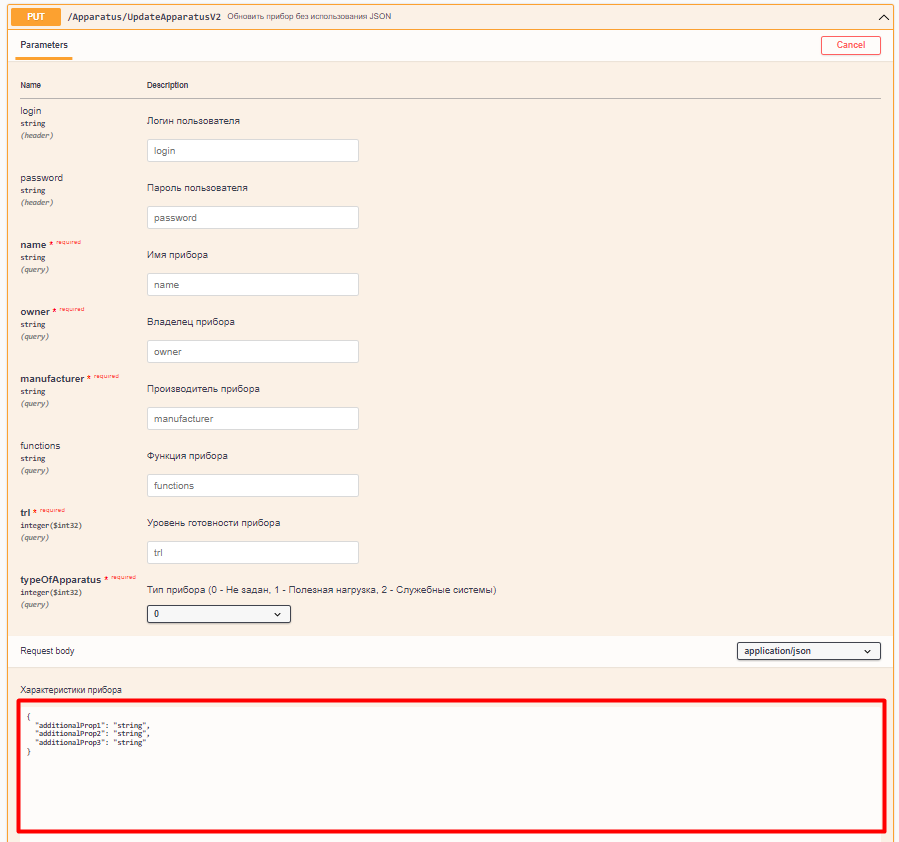 PUT /Apparatus/UpdateApparatusV2 Обновить прибор без использования JSON
Parameters Cancel
Name Description
login
string
(header)
Логин пользователя
login
password
string
(header)
Пароль пользователя
password
name * required
string
(query)
Имя прибора
name
owner * required
string
(query)
Владелец прибора
owner
manufacturer * required
string
(query)
Производитель прибора
manufacturer
functions
string
(query)
Функция прибора
functions
trl * required
integer($int32)
(query)
Уровень готовности прибора
trl
typeOfApparatus * required
integer($int32)
(query)
Тип прибора (0 - Не задан, 1 - Полезная нагрузка, 2 - Служебные системы)
0
Request body application/json
Характеристики прибора
{
"additionalProp1": "string",
"additionalProp2": "string",
"additionalProp3": "string"
}